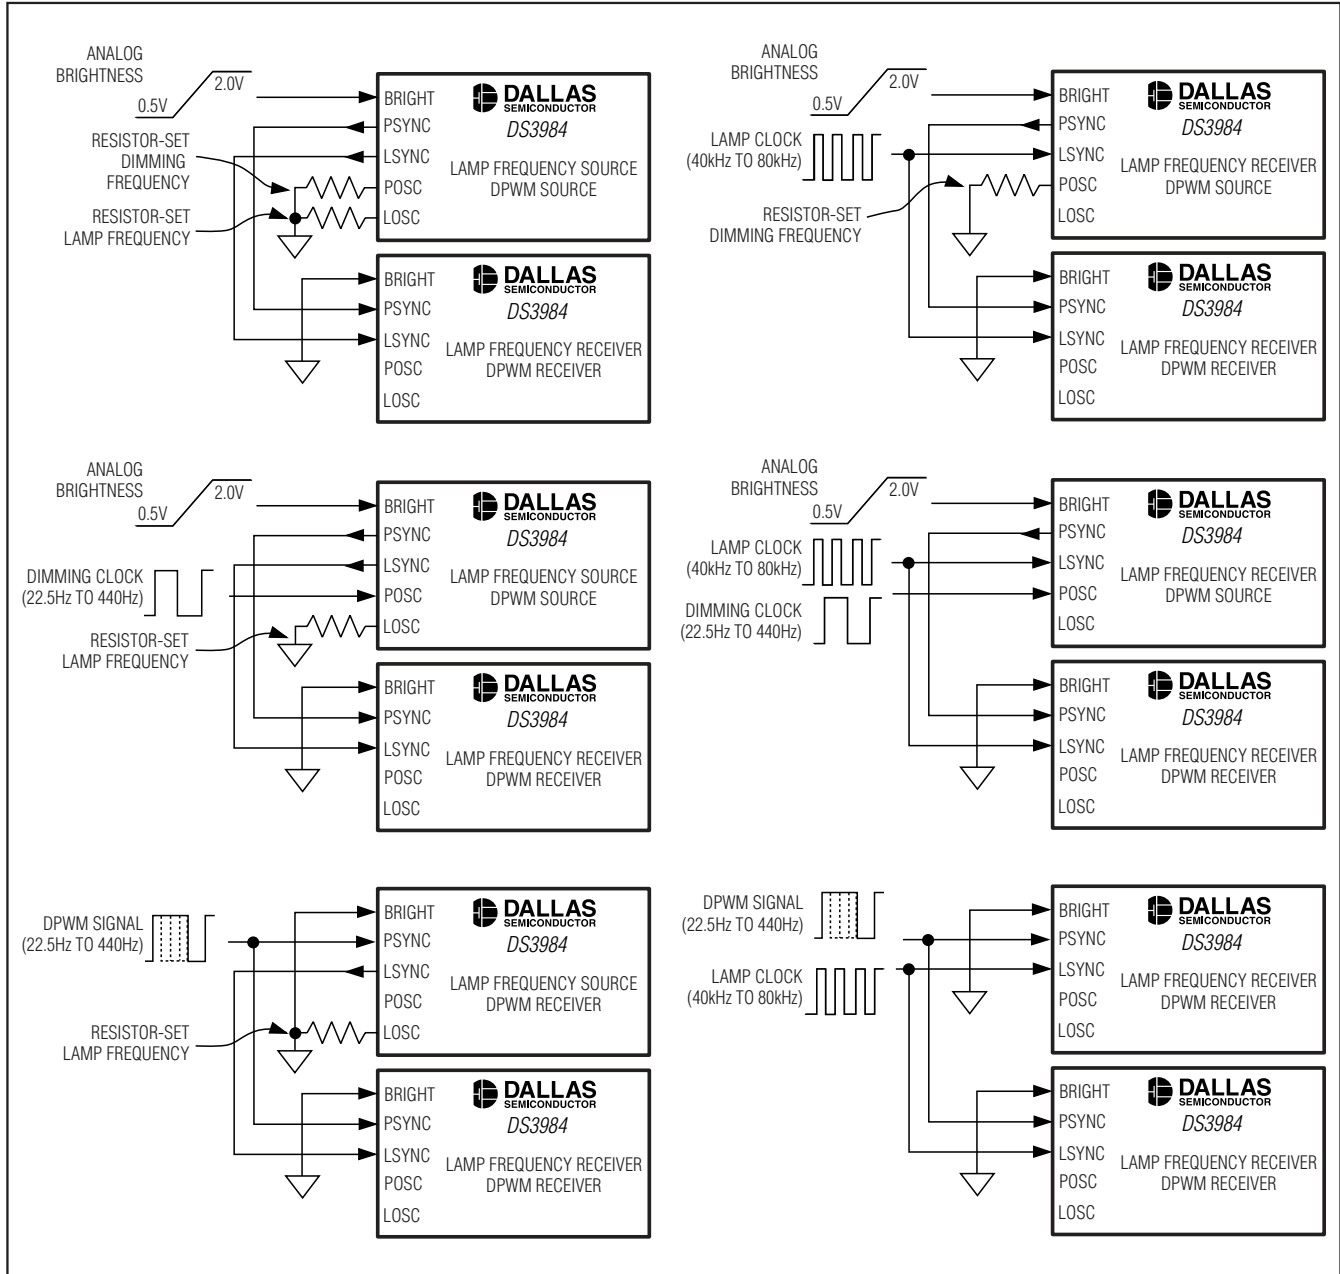 ANALOG
BRIGHTNESS
0.5V
2.0V
RESISTOR-SET
DIMMING
FREQUENCY
RESISTOR-SET
LAMP FREQUENCY
BRIGHT
PSYNC
LSYNC
POSC
LOSC
DALLAS
SEMICONDUCTOR
DS3984
LAMP FREQUENCY SOURCE
DPWM SOURCE
BRIGHT
PSYNC
LSYNC
POSC
LOSC
DALLAS
SEMICONDUCTOR
DS3984
LAMP FREQUENCY RECEIVER
DPWM RECEIVER
ANALOG
BRIGHTNESS
0.5V
2.0V
LAMP CLOCK
(40kHz TO 80kHz)
RESISTOR-SET
DIMMING FREQUENCY
BRIGHT
PSYNC
LSYNC
POSC
LOSC
DALLAS
SEMICONDUCTOR
DS3984
LAMP FREQUENCY RECEIVER
DPWM SOURCE
BRIGHT
PSYNC
LSYNC
POSC
LOSC
DALLAS
SEMICONDUCTOR
DS3984
LAMP FREQUENCY RECEIVER
DPWM RECEIVER
ANALOG
BRIGHTNESS
0.5V
2.0V
DIMMING CLOCK
(22.5Hz TO 440Hz)
RESISTOR-SET
LAMP FREQUENCY
BRIGHT
PSYNC
LSYNC
POSC
LOSC
DALLAS
SEMICONDUCTOR
DS3984
LAMP FREQUENCY SOURCE
DPWM SOURCE
BRIGHT
PSYNC
LSYNC
POSC
LOSC
DALLAS
SEMICONDUCTOR
DS3984
LAMP FREQUENCY RECEIVER
DPWM RECEIVER
ANALOG
BRIGHTNESS
0.5V
2.0V
LAMP CLOCK
(40kHz TO 80kHz)
DIMMING CLOCK
(22.5Hz TO 440Hz)
BRIGHT
PSYNC
LSYNC
POSC
LOSC
DALLAS
SEMICONDUCTOR
DS3984
LAMP FREQUENCY RECEIVER
DPWM SOURCE
BRIGHT
PSYNC
LSYNC
POSC
LOSC
DALLAS
SEMICONDUCTOR
DS3984
LAMP FREQUENCY RECEIVER
DPWM RECEIVER
DPWM SIGNAL
(22.5Hz TO 440Hz)
RESISTOR-SET
LAMP FREQUENCY
BRIGHT
PSYNC
LSYNC
POSC
LOSC
DALLAS
SEMICONDUCTOR
DS3984
LAMP FREQUENCY SOURCE
DPWM RECEIVER
BRIGHT
PSYNC
LSYNC
POSC
LOSC
DALLAS
SEMICONDUCTOR
DS3984
LAMP FREQUENCY RECEIVER
DPWM RECEIVER
DPWM SIGNAL
(22.5Hz TO 440Hz)
LAMP CLOCK
(40kHz TO 80kHz)
BRIGHT
PSYNC
LSYNC
POSC
LOSC
DALLAS
SEMICONDUCTOR
DS3984
LAMP FREQUENCY RECEIVER
DPWM RECEIVER
BRIGHT
PSYNC
LSYNC
POSC
LOSC
DALLAS
SEMICONDUCTOR
DS3984
LAMP FREQUENCY RECEIVER
DPWM RECEIVER